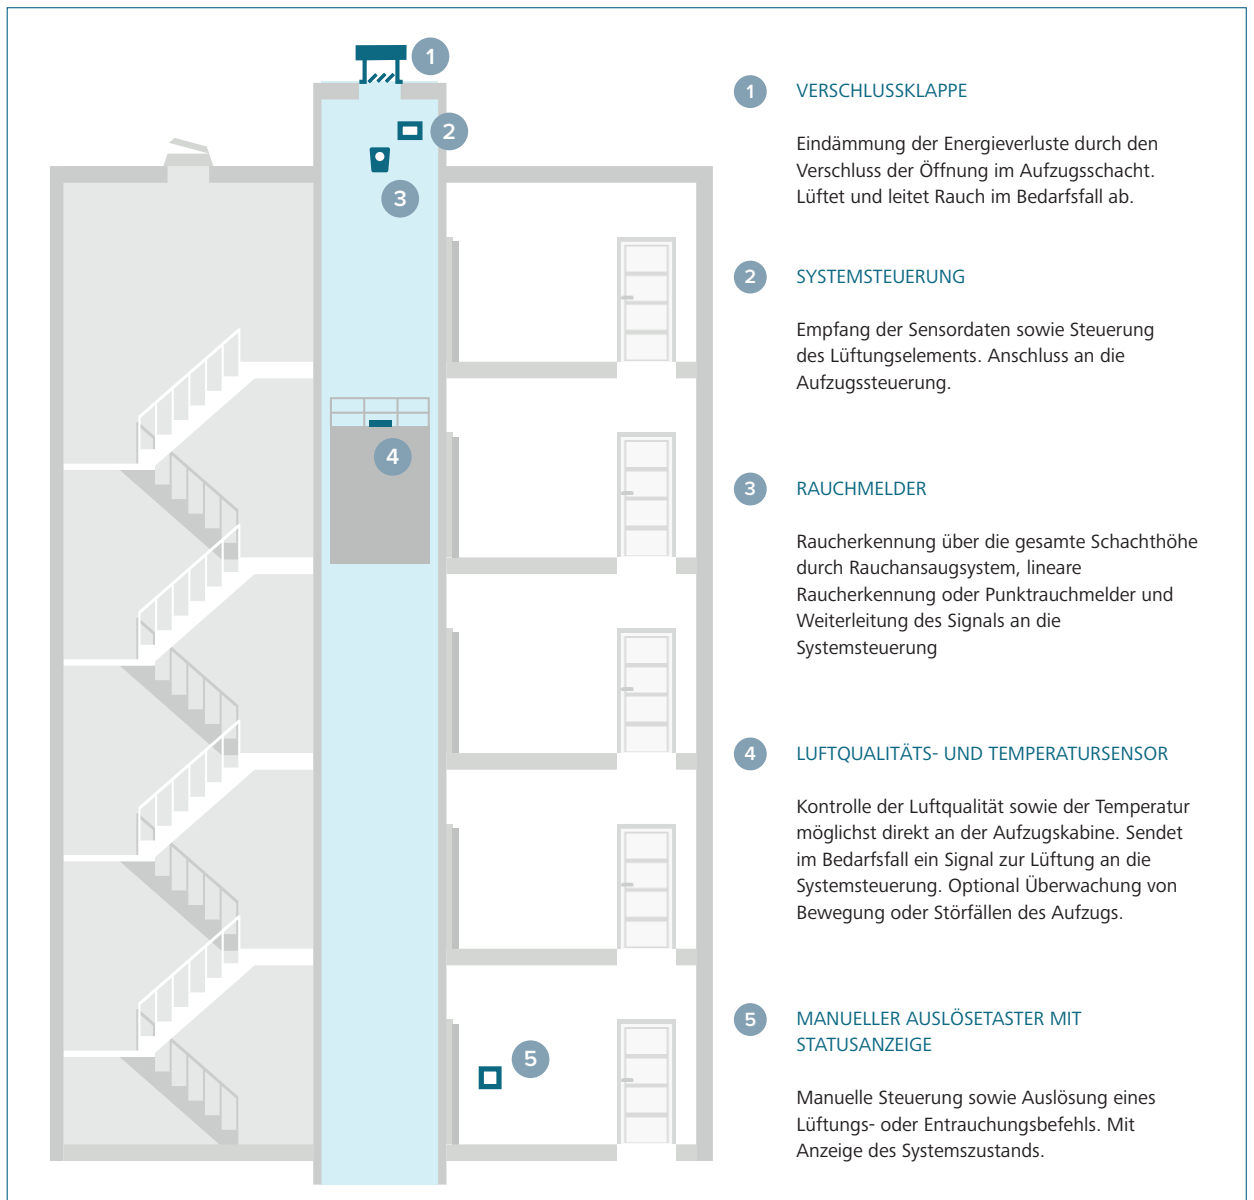 1
2
3
4
5
1 VERSCHLUSSKLAPPE
Eindämmung der Energieverluste durch den
Verschluss der Öffnung im Aufzugsschacht.
Lüftet und leitet Rauch im Bedarfsfall ab.
2 SYSTEMSTEUERUNG
Empfang der Sensordaten sowie Steuerung
des Lüftungselements. Anschluss an die
Aufzugssteuerung.
3 RAUCHMELDER
Raucherkennung über die gesamte Schachthöhe
durch Rauchansaugsystem, lineare
Raucherkennung oder Punktrauchmelder und
Weiterleitung des Signals an die
Systemsteuerung
4 LUFTQUALITÄTS- UND TEMPERATURSENSOR
Kontrolle der Luftqualität sowie der Temperatur
möglichst direkt an der Aufzugskabine. Sendet
im Bedarfsfall ein Signal zur Lüftung an die
Systemsteuerung. Optional Überwachung von
Bewegung oder Störfällen des Aufzugs.
5 MANUELLER AUSLÖSETASTER MIT
STATUSANZEIGE
Manuelle Steuerung sowie Auslösung eines
Lüftungs- oder Entrauchungsbefehls. Mit
Anzeige des Systemszustands.